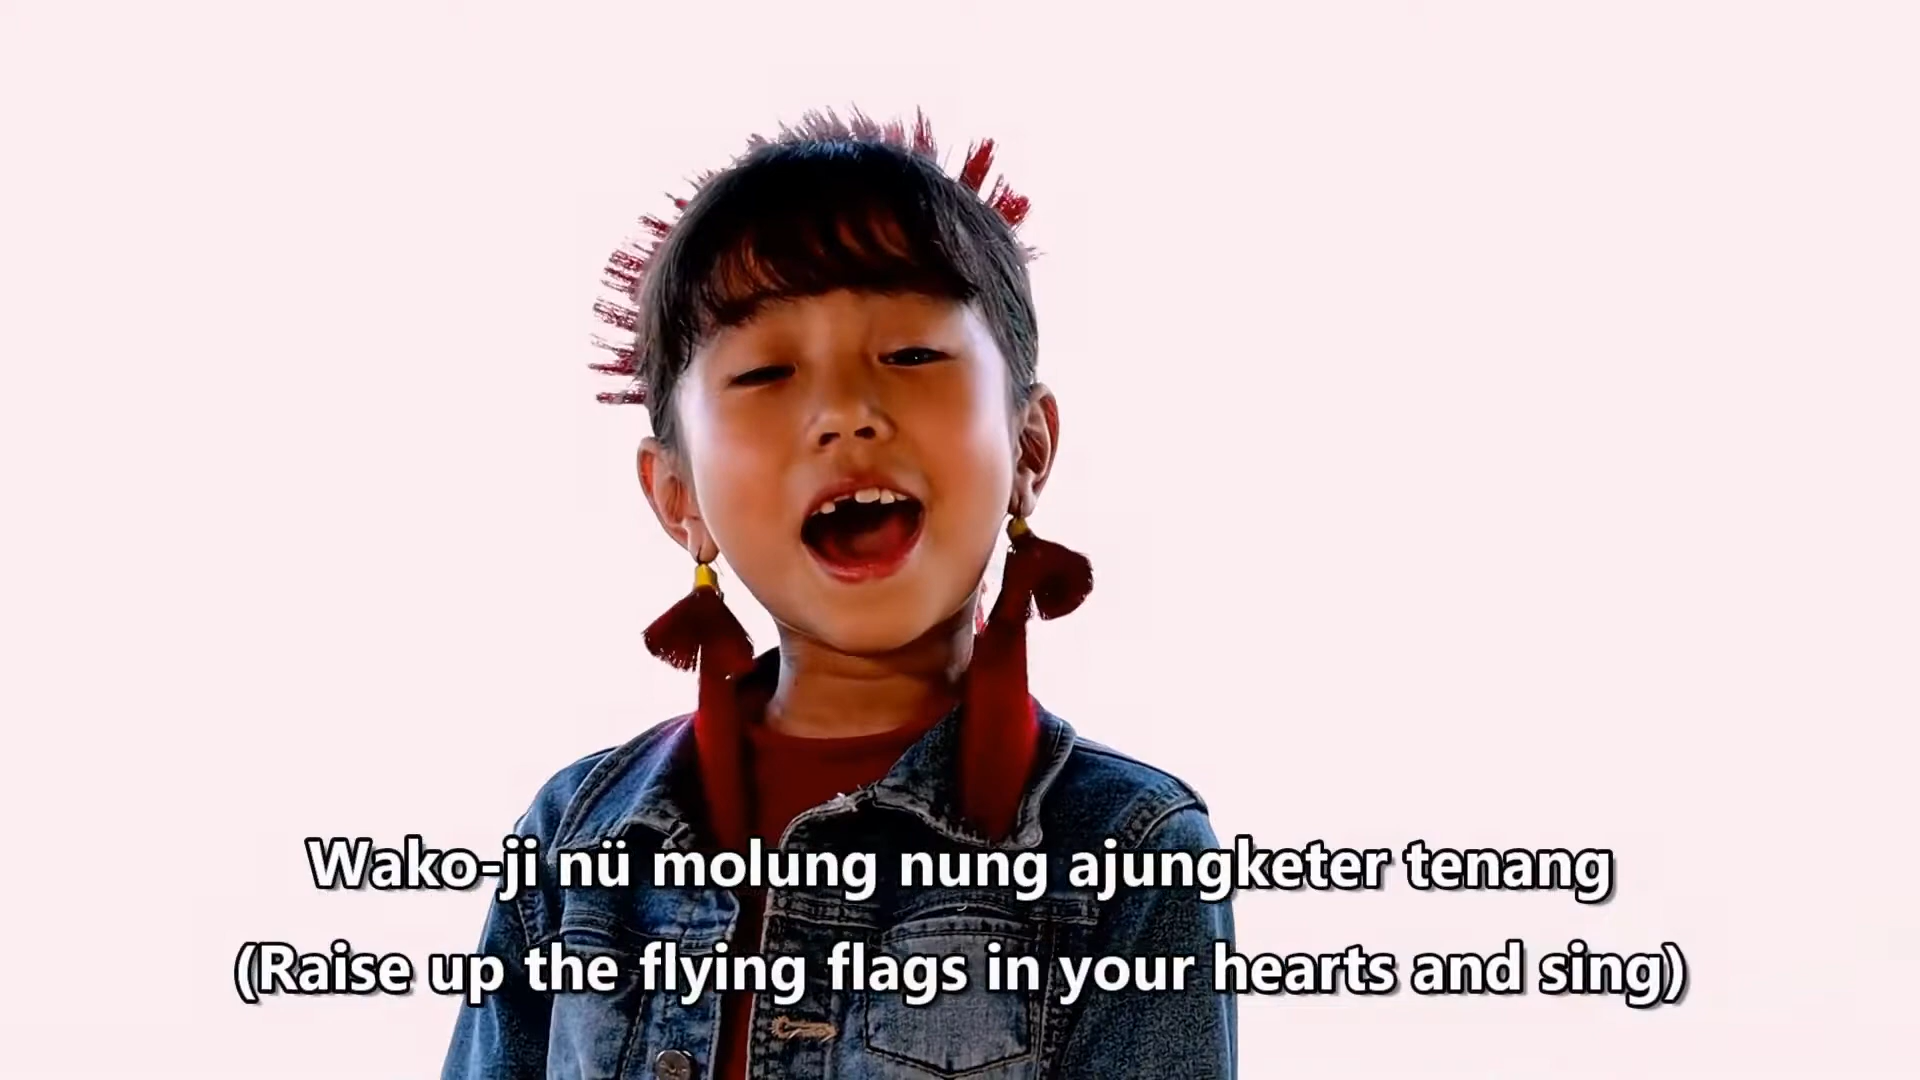 Wako-ji nü molung nung ajungketer tenang
(Raise up the flying flags in your hearts and sing)